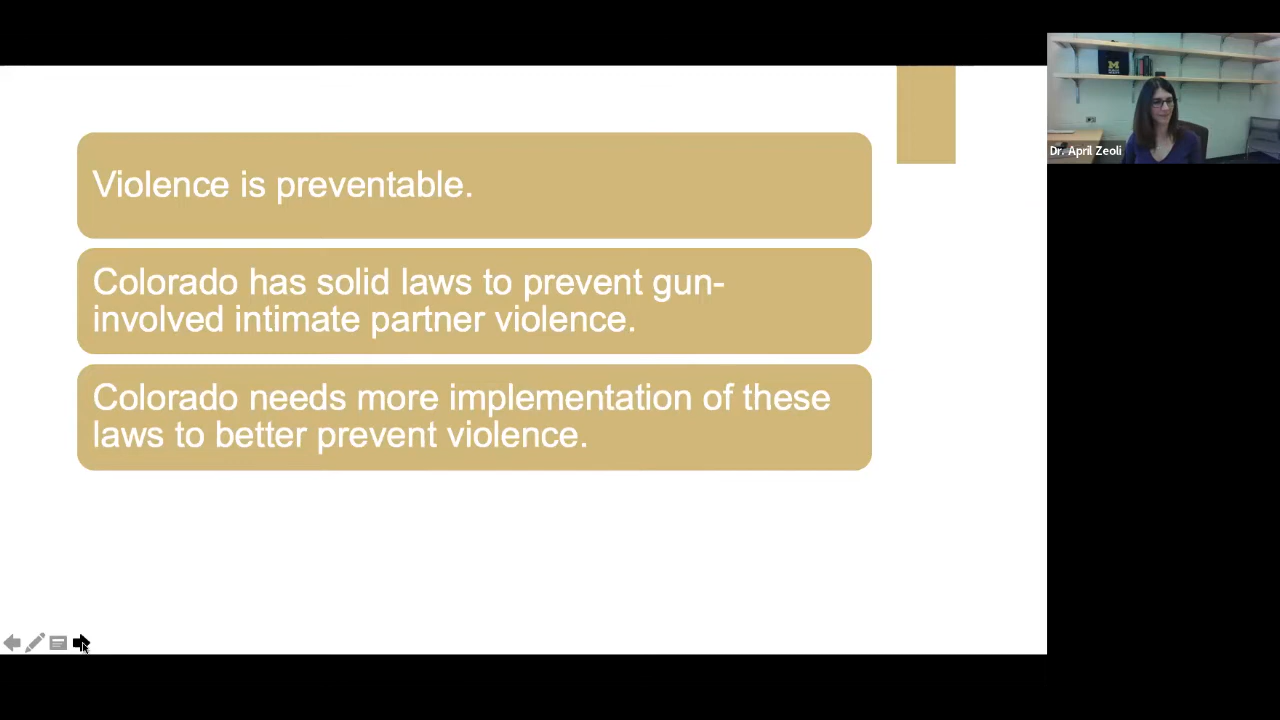 Violence is preventable.
Colorado has solid laws to prevent gun-
involved intimate partner violence.
Colorado needs more implementation of these
laws to better prevent violence.
Dr. April Zeoli